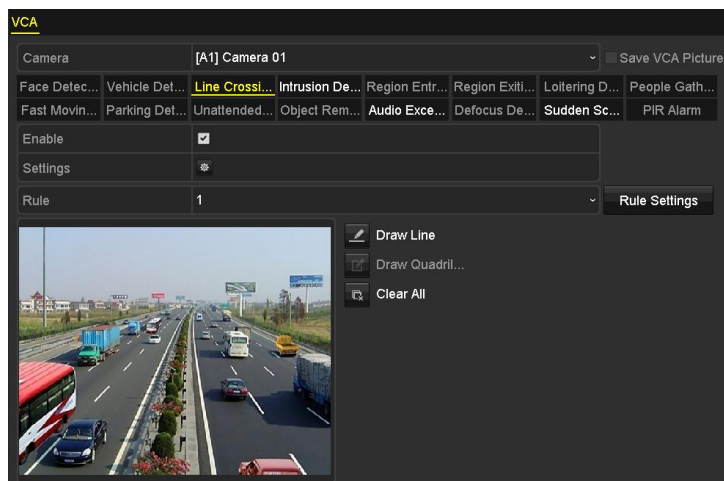 VCA
Camera [A1] Camera 01 Save VCA Picture
Face Detec... Vehicle Det... Line Crossi... Intrusion De... Region Entr... Region Exiti... Loitering D... People Gath...
Fast Movin... Parking Det... Unattended... Object Rem... Audio Exce... Defocus De... Sudden Sc... PIR Alarm
Enable
Settings
Rule 1 Rule Settings
Draw Line
Draw Quadril...
Clear All